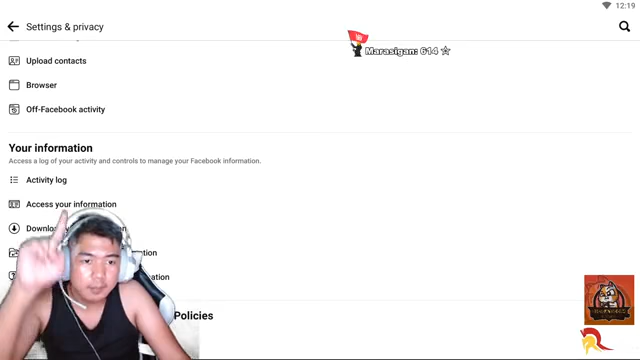 12:19
Settings & privacy
Marasigan: 614 ☆
Upload contacts
Browser
Off-Facebook activity
Your information
Access a log of your activity and controls to manage your Facebook information.
Activity log
Access your information
Policies